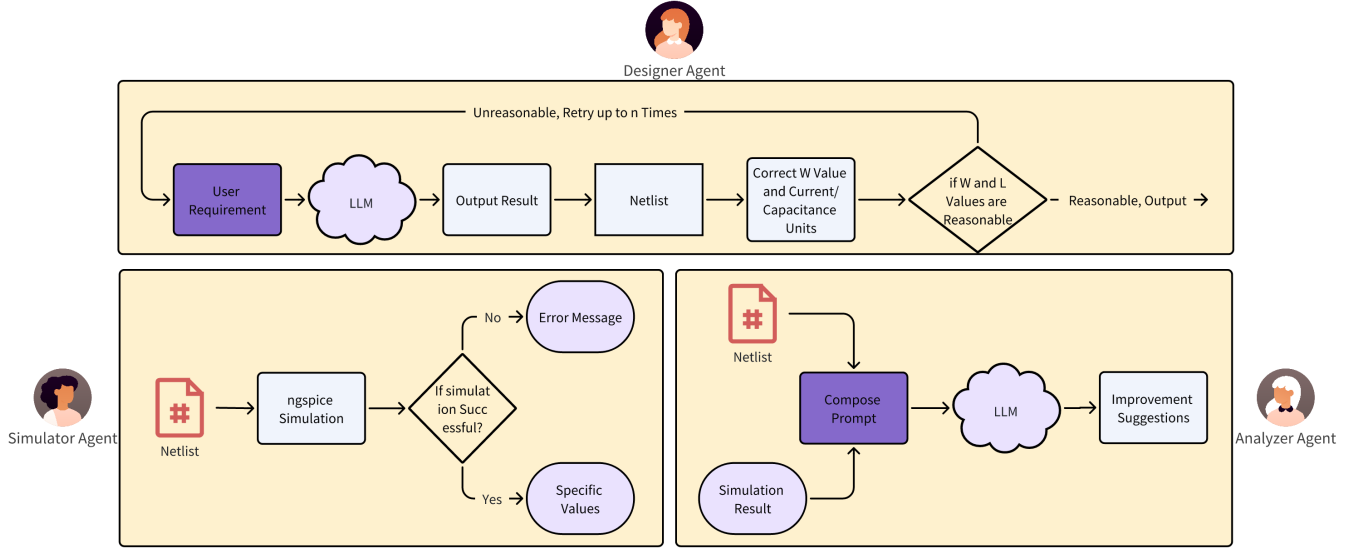 Designer Agent
Unreasonable, Retry up to n Times
User
Requirement
LLM
Output Result
Netlist
Correct W Value
and Current/
Capacitance
Units
if W and L
Values are
Reasonable
Reasonable, Output
Simulator Agent
Netlist
ngspice
Simulation
If simulat
ion Succ
essful?
No
Error Message
Yes
Specific
Values
Netlist
Compose
Prompt
Simulation
Result
LLM
Improvement
Suggestions
Analyzer Agent